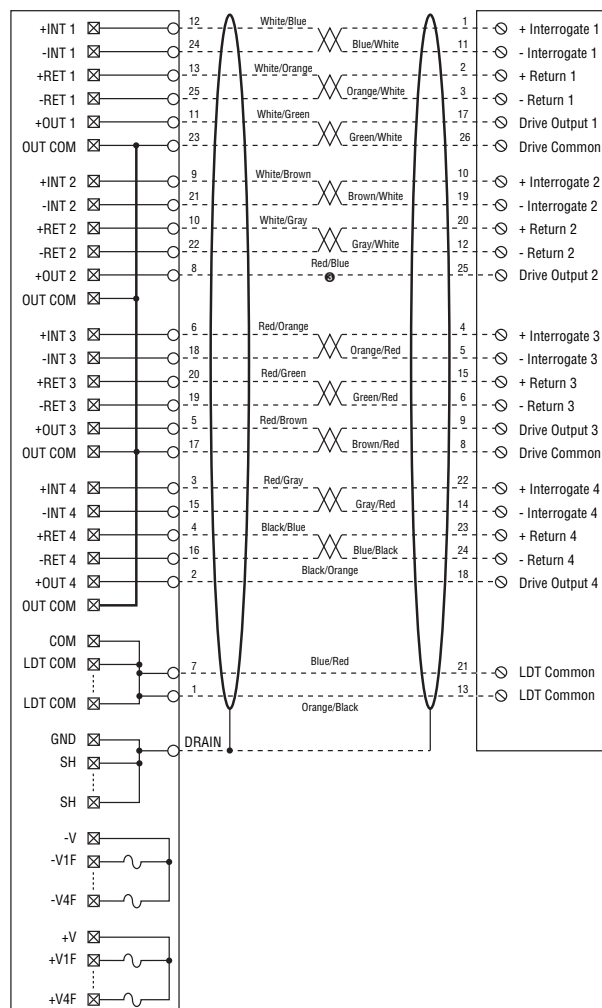 +INT 1 12 White/Blue 1 + Interrogate 1
-INT 1 24 Blue/White 11 - Interrogate 1
+RET 1 13 White/Orange 2 + Return 1
-RET 1 25 Orange/White 3 - Return 1
+OUT 1 11 White/Green 17 Drive Output 1
OUT COM 23 Green/White 26 Drive Common
+INT 2 9 White/Brown 10 + Interrogate 2
-INT 2 21 Brown/White 19 - Interrogate 2
+RET 2 10 White/Gray 20 + Return 2
-RET 2 22 Gray/White 12 - Return 2
+OUT 2 8 Red/Blue 25 Drive Output 2
3
OUT COM
+INT 3 6 Red/Orange 4 + Interrogate 3
-INT 3 18 Orange/Red 5 - Interrogate 3
+RET 3 20 Red/Green 15 + Return 3
-RET 3 19 Green/Red 6 - Return 3
+OUT 3 5 Red/Brown 9 Drive Output 3
OUT COM 17 Brown/Red 8 Drive Common
+INT 4 3 Red/Gray 22 + Interrogate 4
-INT 4 15 Gray/Red 14 - Interrogate 4
+RET 4 4 Black/Blue 23 + Return 4
-RET 4 16 Blue/Black 24 - Return 4
+OUT 4 2 Black/Orange 18 Drive Output 4
OUT COM
COM
LDT COM 7 Blue/Red 21 LDT Common
LDT COM 1 Orange/Black 13 LDT Common
GND DRAIN
SH
SH
-V
-V1F
-V4F
+V
+V1F
+V4F